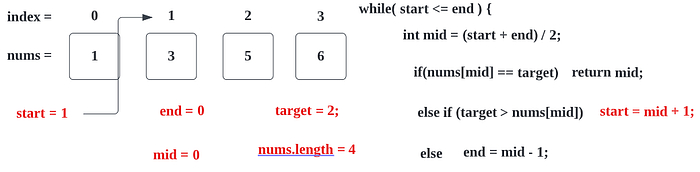 index = 0 1 2 3
nums = 1 3 5 6
start = 1 end = 0 target = 2;
mid = 0 nums.length = 4
while( start <= end ) {
int mid = (start + end) / 2;
if(nums[mid] == target) return mid;
else if (target > nums[mid]) start = mid + 1;
else end = mid - 1;